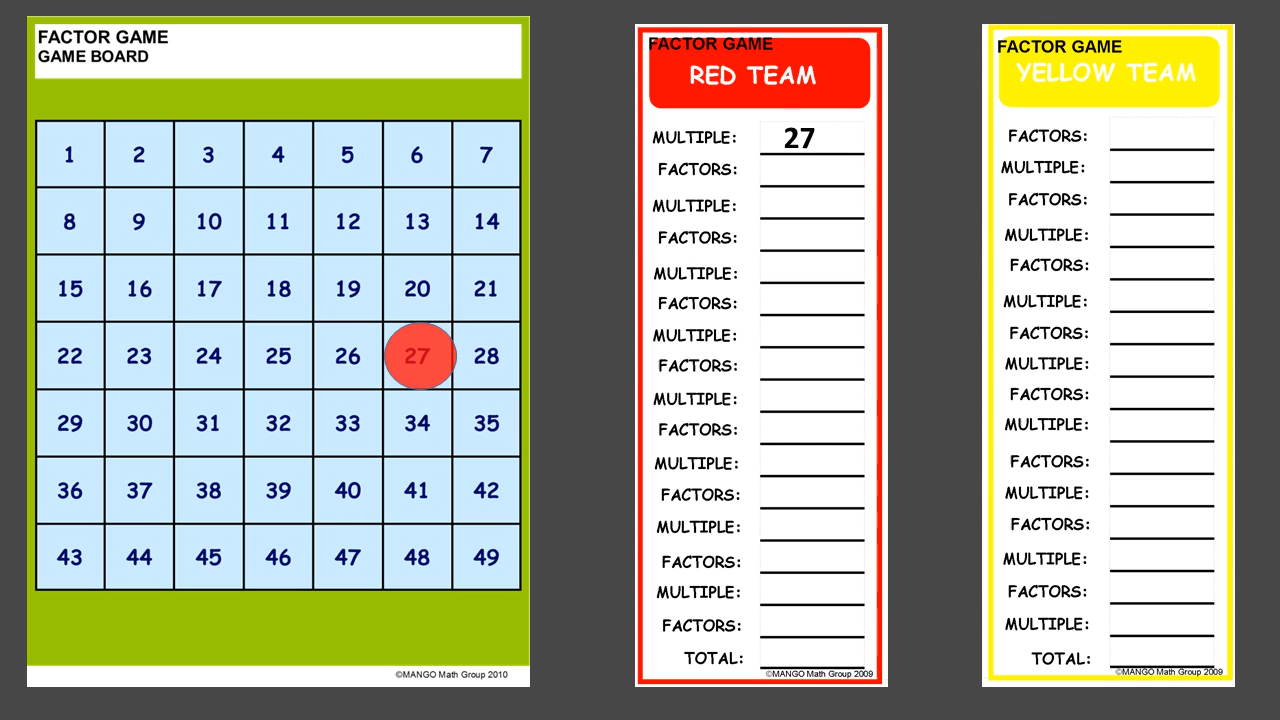 FACTOR GAME
GAME BOARD
1 2 3 4 5 6 7
8 9 10 11 12 13 14
15 16 17 18 19 20 21
22 23 24 25 26 27 28
29 30 31 32 33 34 35
36 37 38 39 40 41 42
43 44 45 46 47 48 49
©MANGO Math Group 2010
FACTOR GAME
RED TEAM
MULTIPLE: 27
FACTORS:
MULTIPLE:
FACTORS:
MULTIPLE:
FACTORS:
MULTIPLE:
FACTORS:
MULTIPLE:
FACTORS:
MULTIPLE:
FACTORS:
MULTIPLE:
FACTORS:
MULTIPLE:
FACTORS:
TOTAL:
©MANGO Math Group 2009
FACTOR GAME
YELLOW TEAM
FACTORS:
MULTIPLE:
FACTORS:
MULTIPLE:
FACTORS:
MULTIPLE:
FACTORS:
MULTIPLE:
FACTORS:
MULTIPLE:
FACTORS:
MULTIPLE:
FACTORS:
MULTIPLE:
FACTORS:
MULTIPLE:
TOTAL:
©MANGO Math Group 2009